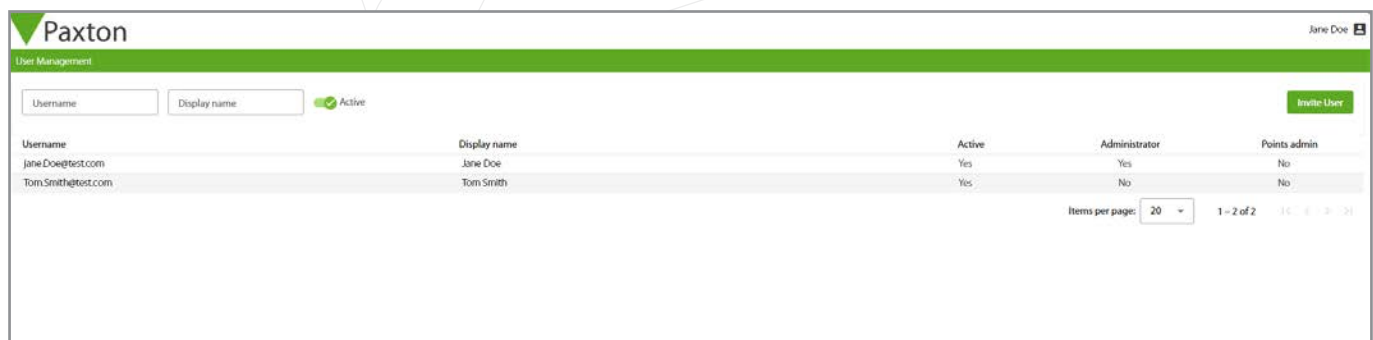 Paxton
Jane Doe
User Management
Username Display name Active Invite User
Username Display name Active Administrator Points admin
jane.Doe@test.com Jane Doe Yes Yes No
Tom.Smith@test.com Tom Smith Yes No No
Items per page: 20 1 – 2 of 2